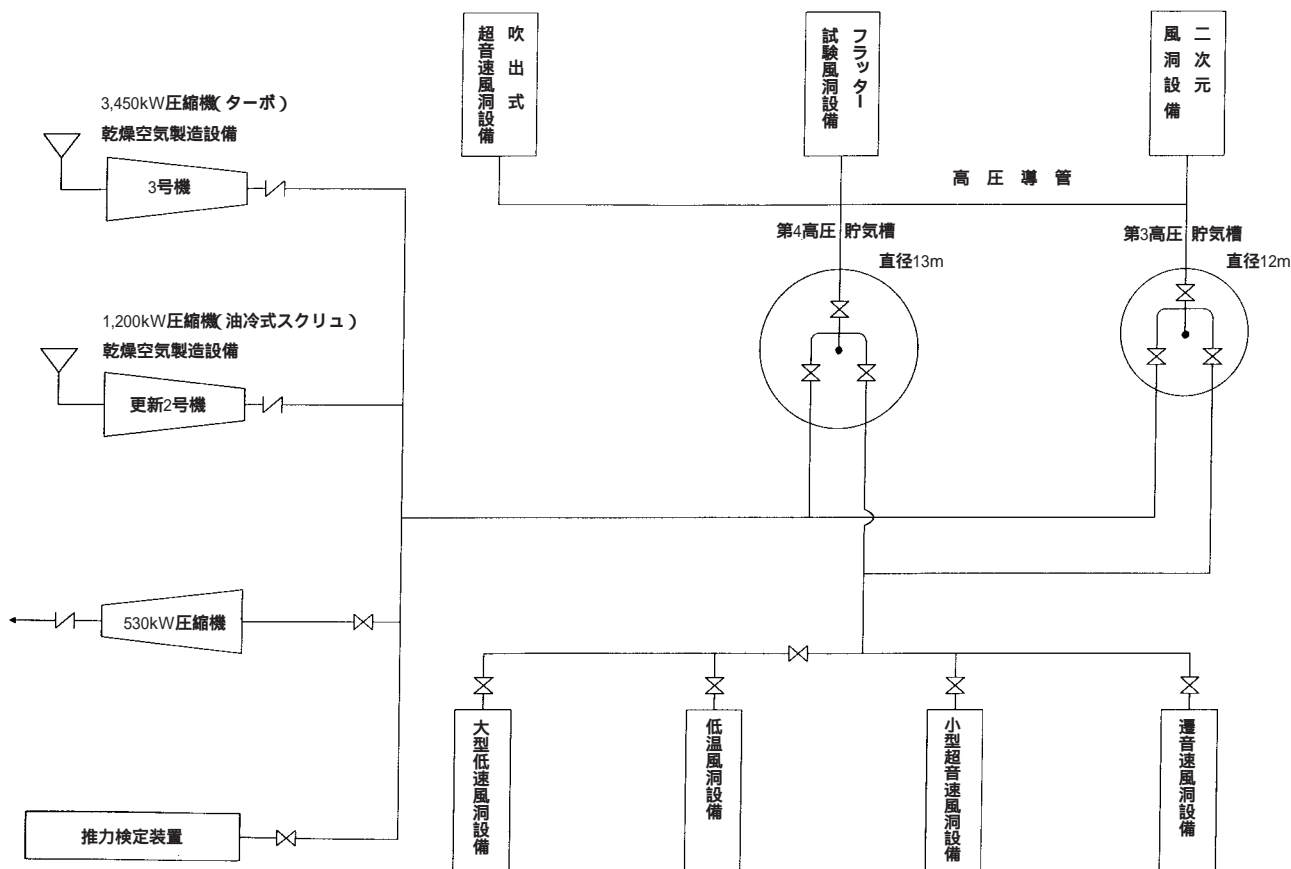 吹出式
超音速風洞設備
フラッター
試験風洞設備
二次元
風洞設備
3,450kW圧縮機(ターボ)
乾燥空気製造設備
3号機
高圧導管
第4高圧 貯気槽
直径13m
第3高圧 貯気槽
直径12m
1,200kW圧縮機(油冷式スクリュ)
乾燥空気製造設備
更新2号機
530kW圧縮機
推力検定装置
大型低速風洞設備
低温風洞設備
小型超音速風洞設備
遷音速風洞設備